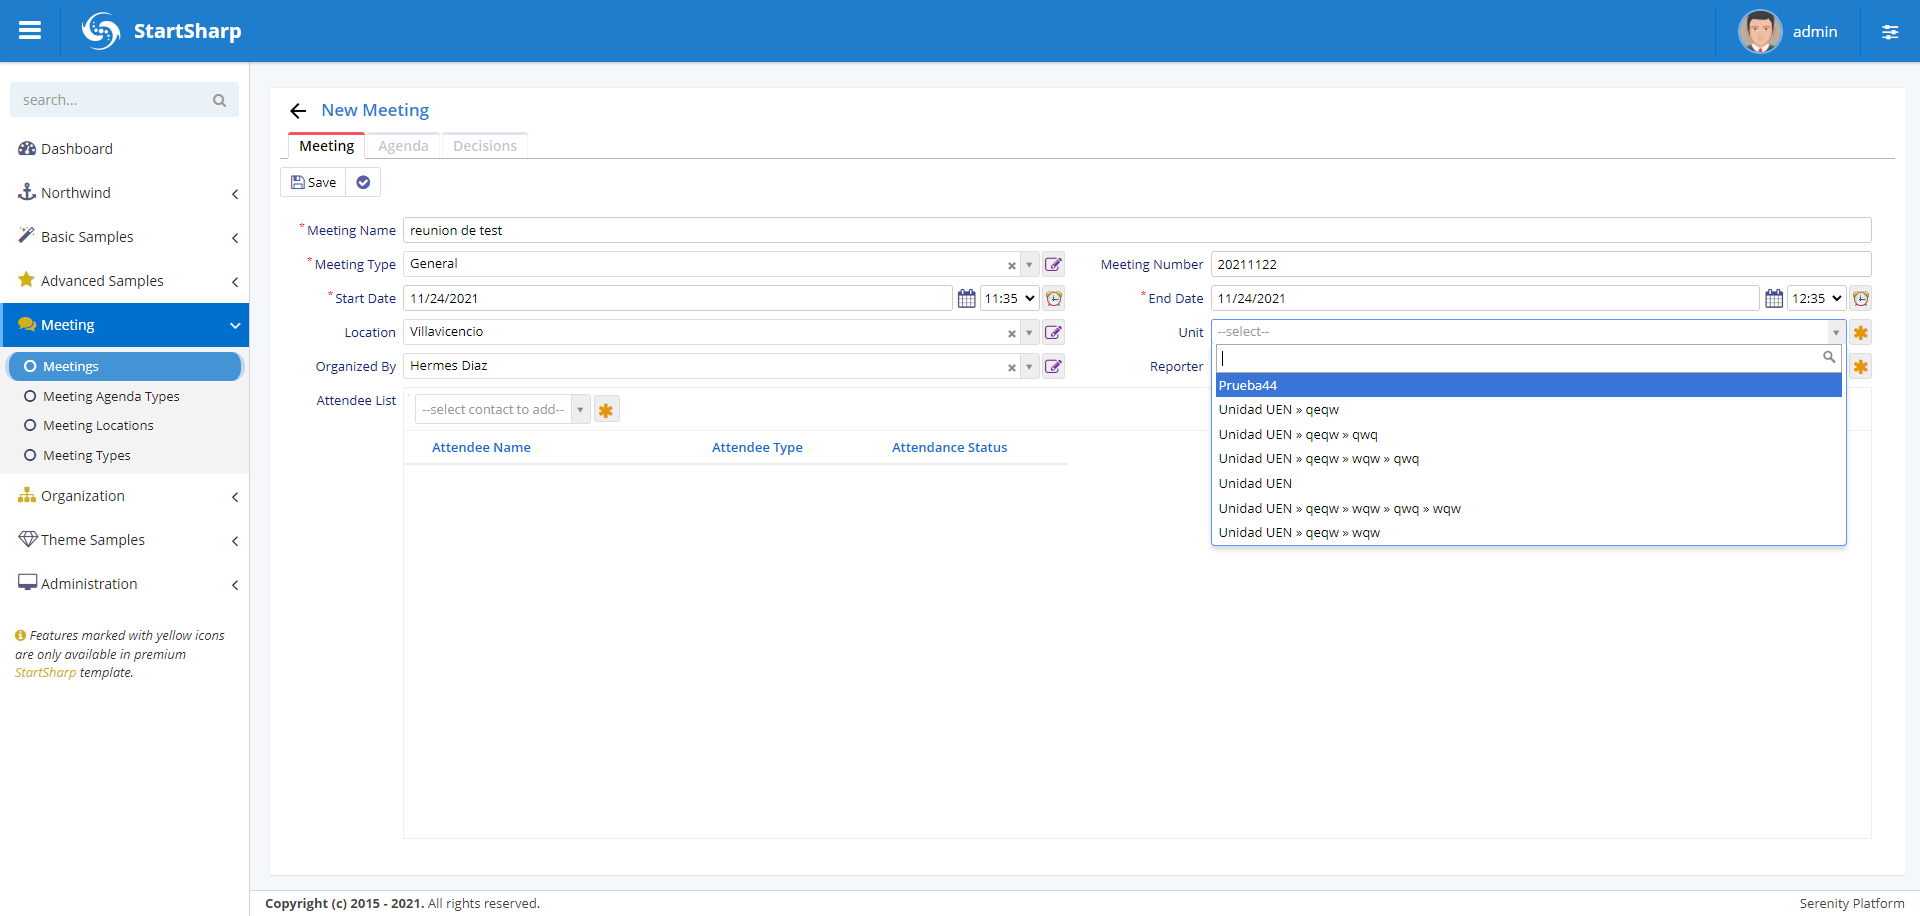 StartSharp
admin
search...
Dashboard
Northwind
Basic Samples
Advanced Samples
Meeting
Meetings
Meeting Agenda Types
Meeting Locations
Meeting Types
Organization
Theme Samples
Administration
Features marked with yellow icons
are only available in premium
StartSharp template.
New Meeting
Meeting Agenda Decisions
Save
* Meeting Name reunion de test
* Meeting Type General
Meeting Number 20211122
* Start Date 11/24/2021 11:35
* End Date 11/24/2021 12:35
Location Villavicencio
Unit --select--
Organized By Hermes Diaz
Reporter
Prueba44
Unidad UEN » qeqw
Unidad UEN » qeqw » qwq
Unidad UEN » qeqw » wqw » qwq
Unidad UEN
Unidad UEN » qeqw » wqw » qwq » wqw
Unidad UEN » qeqw » wqw
Attendee List --select contact to add--
Attendee Name Attendee Type Attendance Status
Copyright (c) 2015 - 2021. All rights reserved.
Serenity Platform